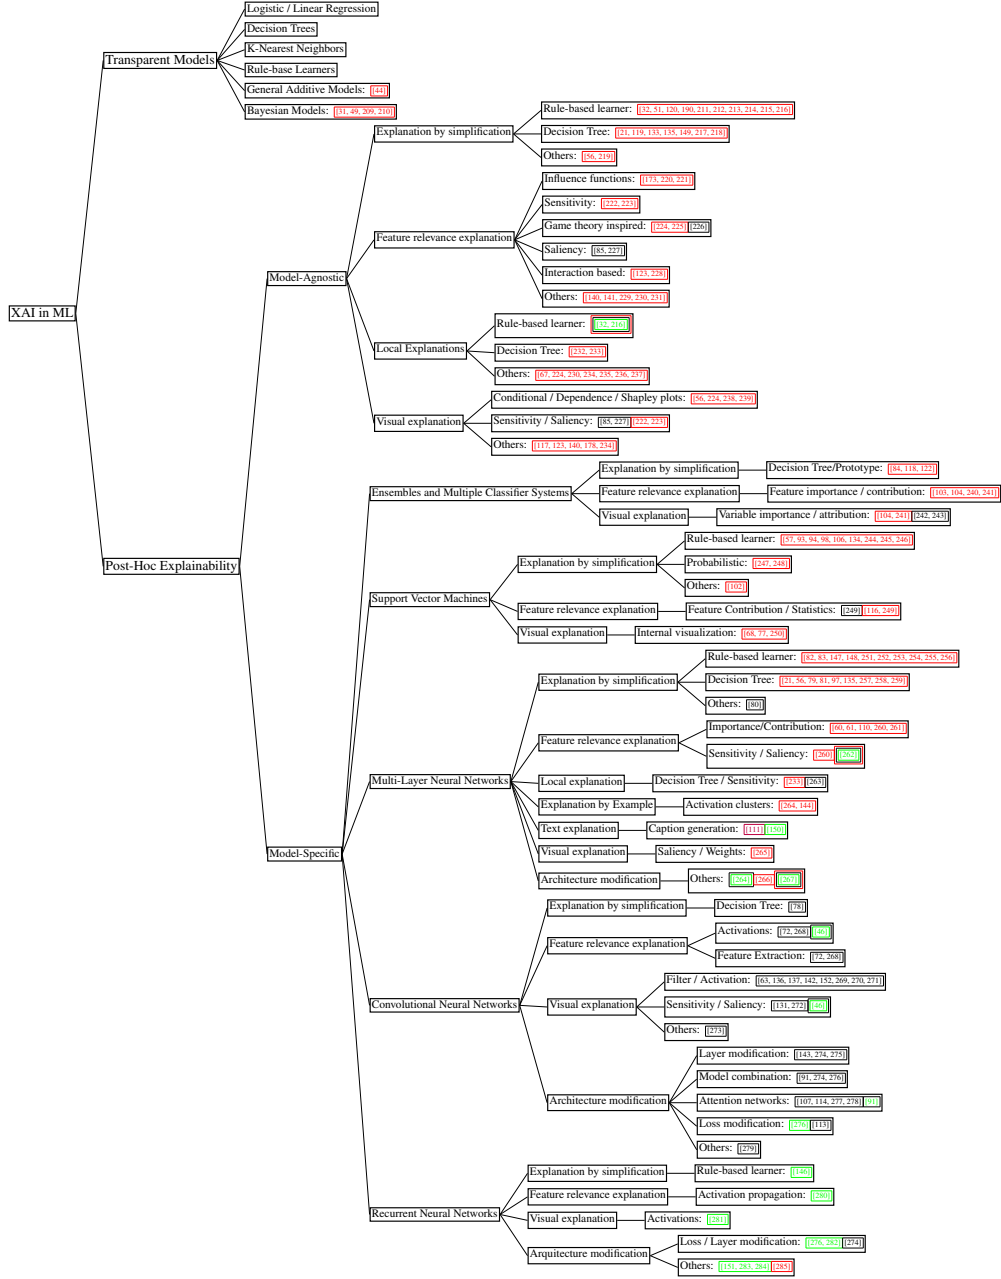 Logistic / Linear Regression
Decision Trees
K-Nearest Neighbors
Transparent Models
Rule-base Learners
General Additive Models: [44]
Bayesian Models: [31, 49, 209, 210]
Rule-based learner: [32, 51, 120, 190, 211, 212, 213, 214, 215, 216]
Explanation by simplification
Decision Tree: [21, 119, 133, 135, 149, 217, 218]
Others: [56, 219]
Influence functions: [173, 220, 221]
Sensitivity: [222, 223]
Game theory inspired: [224, 225] [226]
Feature relevance explanation
Saliency: [85, 227]
Interaction based: [123, 228]
Others: [140, 141, 229, 230, 231]
Model-Agnostic
XAI in ML
Rule-based learner: [32, 216]
Local Explanations
Decision Tree: [232, 233]
Others: [67, 224, 230, 234, 235, 236, 237]
Conditional / Dependence / Shapley plots: [56, 224, 238, 239]
Visual explanation
Sensitivity / Saliency: [85, 227] [222, 223]
Others: [117, 123, 140, 178, 234]
Explanation by simplification
Decision Tree/Prototype: [84, 118, 122]
Ensembles and Multiple Classifier Systems
Feature relevance explanation
Feature importance / contribution: [103, 104, 240, 241]
Visual explanation
Variable importance / attribution: [104, 241] [242, 243]
Post-Hoc Explainability
Rule-based learner: [57, 93, 94, 98, 106, 134, 244, 245, 246]
Explanation by simplification
Probabilistic: [247, 248]
Others: [102]
Support Vector Machines
Feature relevance explanation
Feature Contribution / Statistics: [249] [116, 249]
Visual explanation
Internal visualization: [68, 77, 250]
Rule-based learner: [82, 83, 147, 148, 251, 252, 253, 254, 255, 256]
Explanation by simplification
Decision Tree: [21, 56, 79, 81, 97, 135, 257, 258, 259]
Others: [80]
Importance/Contribution: [60, 61, 110, 260, 261]
Feature relevance explanation
Sensitivity / Saliency: [260] [262]
Multi-Layer Neural Networks
Local explanation
Decision Tree / Sensitivity: [233] [263]
Explanation by Example
Activation clusters: [264, 144]
Text explanation
Caption generation: [111] [150]
Visual explanation
Saliency / Weights: [265]
Architecture modification
Others: [264] [266] [267]
Model-Specific
Explanation by simplification
Decision Tree: [78]
Activations: [72, 268] [46]
Feature relevance explanation
Feature Extraction: [72, 268]
Convolutional Neural Networks
Filter / Activation: [63, 136, 137, 142, 152, 269, 270, 271]
Visual explanation
Sensitivity / Saliency: [131, 272] [46]
Others: [273]
Layer modification: [143, 274, 275]
Model combination: [91, 274, 276]
Architecture modification
Attention networks: [107, 114, 277, 278] [91]
Loss modification: [276] [113]
Others: [279]
Explanation by simplification
Rule-based learner: [146]
Feature relevance explanation
Activation propagation: [280]
Recurrent Neural Networks
Visual explanation
Activations: [281]
Arquitecture modification
Loss / Layer modification: [276, 282] [274]
Others: [151, 283, 284] [285]